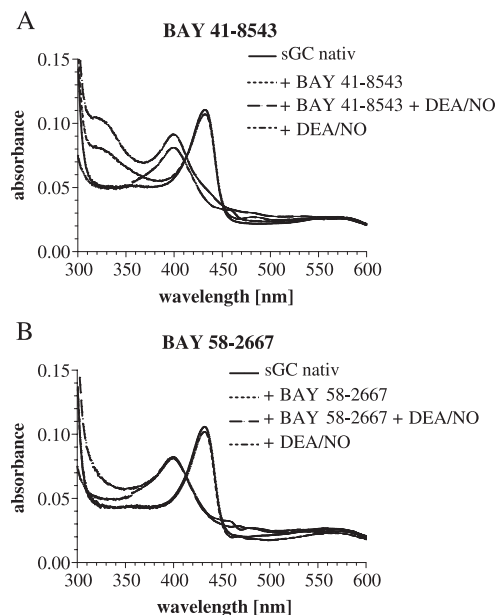 A
BAY 41-8543
sGC nativ
+ BAY 41-8543
+ BAY 41-8543 + DEA/NO
+ DEA/NO
absorbance
0.15
0.10
0.05
0.00
300 350 400 450 500 550 600
wavelength [nm]
B
BAY 58-2667
sGC nativ
+ BAY 58-2667
+ BAY 58-2667 + DEA/NO
+ DEA/NO
absorbance
0.15
0.10
0.05
0.00
300 350 400 450 500 550 600
wavelength [nm]